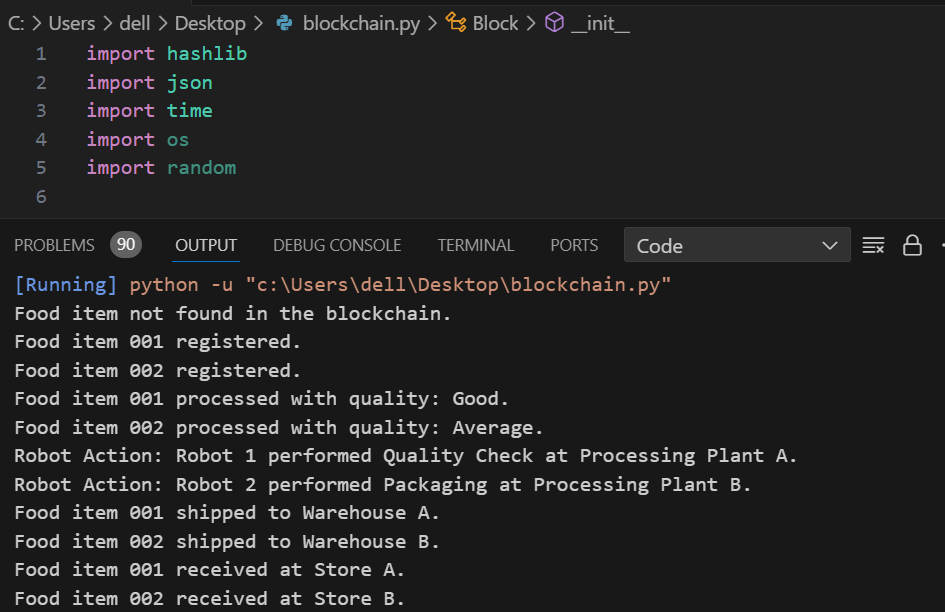 C: > Users > dell > Desktop > blockchain.py > Block > __init__
1 import hashlib
2 import json
3 import time
4 import os
5 import random
6
PROBLEMS 90 OUTPUT DEBUG CONSOLE TERMINAL PORTS Code
[Running] python -u "c:\Users\dell\Desktop\blockchain.py"
Food item not found in the blockchain.
Food item 001 registered.
Food item 002 registered.
Food item 001 processed with quality: Good.
Food item 002 processed with quality: Average.
Robot Action: Robot 1 performed Quality Check at Processing Plant A.
Robot Action: Robot 2 performed Packaging at Processing Plant B.
Food item 001 shipped to Warehouse A.
Food item 002 shipped to Warehouse B.
Food item 001 received at Store A.
Food item 002 received at Store B.